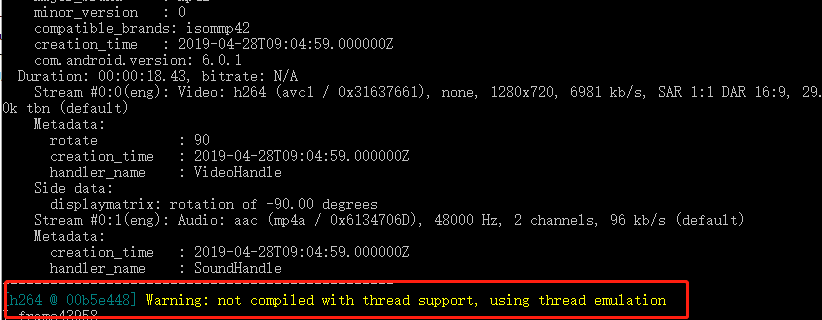 minor_version : 0
compatible_brands: isommp42
creation_time : 2019-04-28T09:04:59.000000Z
com.android.version: 6.0.1
Duration: 00:00:18.43, bitrate: N/A
Stream #0:0(eng): Video: h264 (avc1 / 0x31637661), none, 1280x720, 6981 kb/s, SAR 1:1 DAR 16:9, 29.
0k tbn (default)
Metadata:
rotate : 90
creation_time : 2019-04-28T09:04:59.000000Z
handler_name : VideoHandle
Side data:
displaymatrix: rotation of -90.00 degrees
Stream #0:1(eng): Audio: aac (mp4a / 0x6134706D), 48000 Hz, 2 channels, 96 kb/s (default)
Metadata:
creation_time : 2019-04-28T09:04:59.000000Z
handler_name : SoundHandle
[h264 @ 00b5e448] Warning: not compiled with thread support, using thread emulation